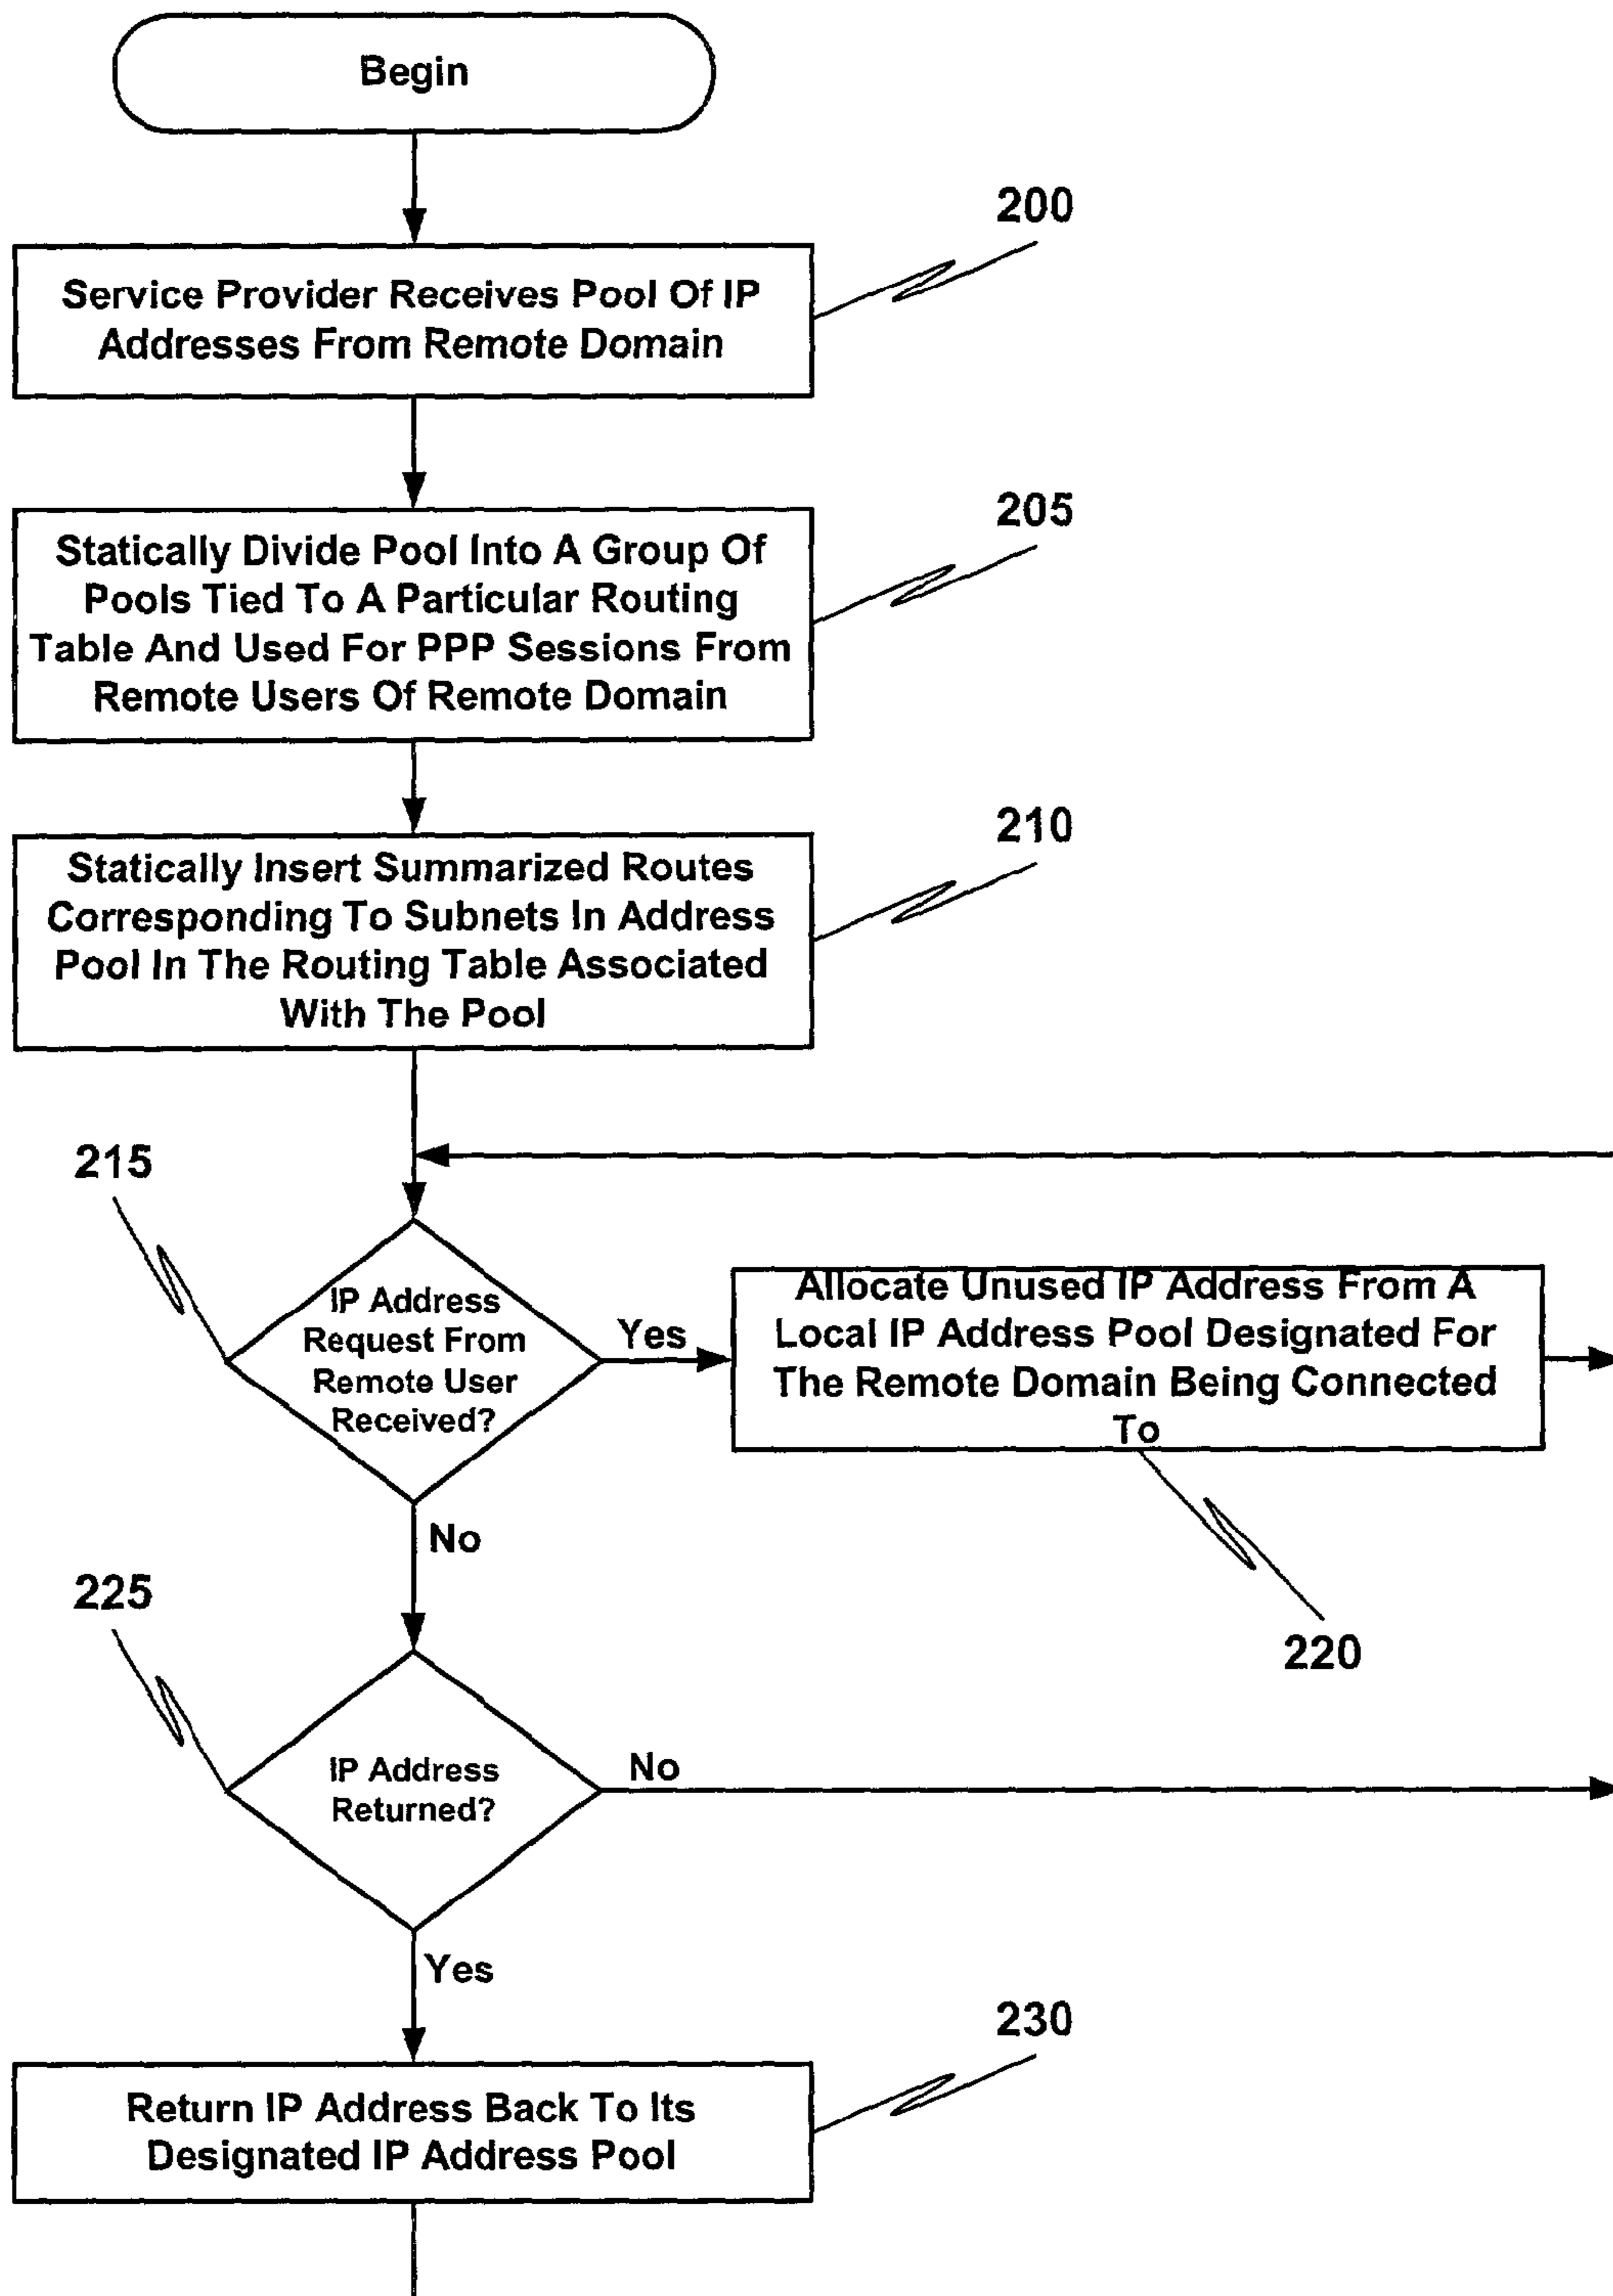 Begin
200
Service Provider Receives Pool Of IP
Addresses From Remote Domain
205
Statically Divide Pool Into A Group Of
Pools Tied To A Particular Routing
Table And Used For PPP Sessions From
Remote Users Of Remote Domain
210
Statically Insert Summarized Routes
Corresponding To Subnets In Address
Pool In The Routing Table Associated
With The Pool
215
IP Address
Request From
Remote User
Received?
Yes
Allocate Unused IP Address From A
Local IP Address Pool Designated For
The Remote Domain Being Connected
To
No
220
225
IP Address
Returned?
No
Yes
230
Return IP Address Back To Its
Designated IP Address Pool